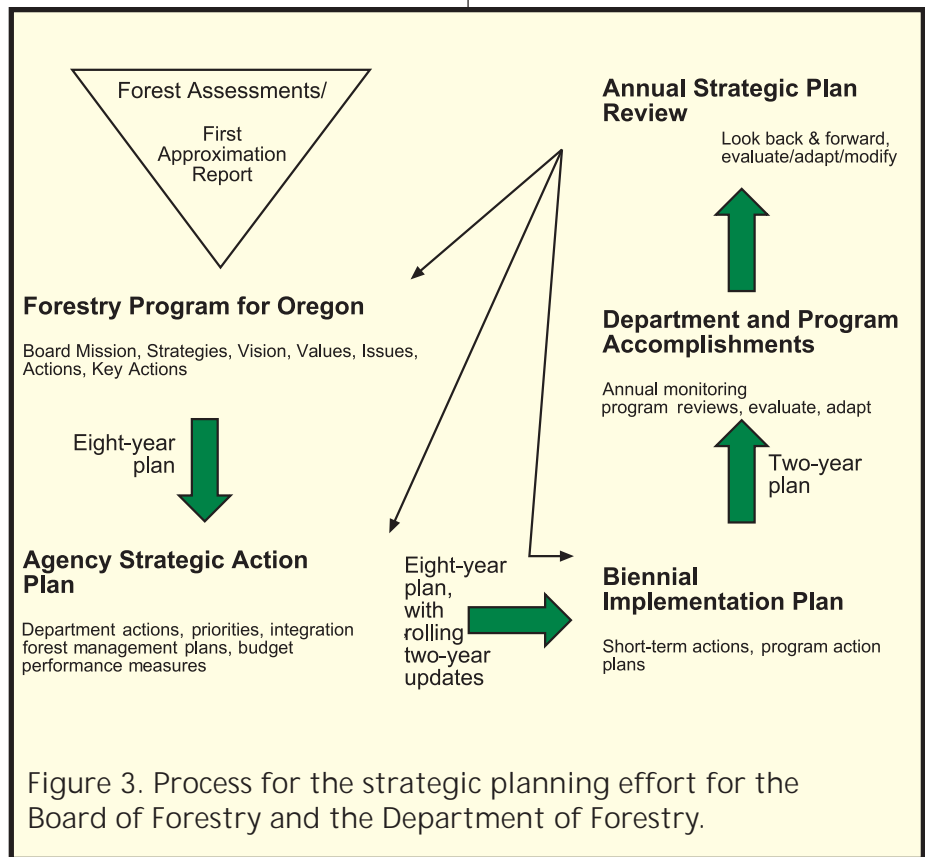 Forest Assessments/
First
Approximation
Report
Forestry Program for Oregon
Board Mission, Strategies, Vision, Values, Issues,
Actions, Key Actions
Eight-year
plan
Agency Strategic Action
Plan
Department actions, priorities, integration
forest management plans, budget
performance measures
Eight-year
plan,
with
rolling
two-year
updates
Biennial
Implementation Plan
Short-term actions, program action
plans
Two-year
plan
Department and Program
Accomplishments
Annual monitoring
program reviews, evaluate, adapt
Annual Strategic Plan
Review
Look back & forward,
evaluate/adapt/modify
Figure 3. Process for the strategic planning effort for the
Board of Forestry and the Department of Forestry.